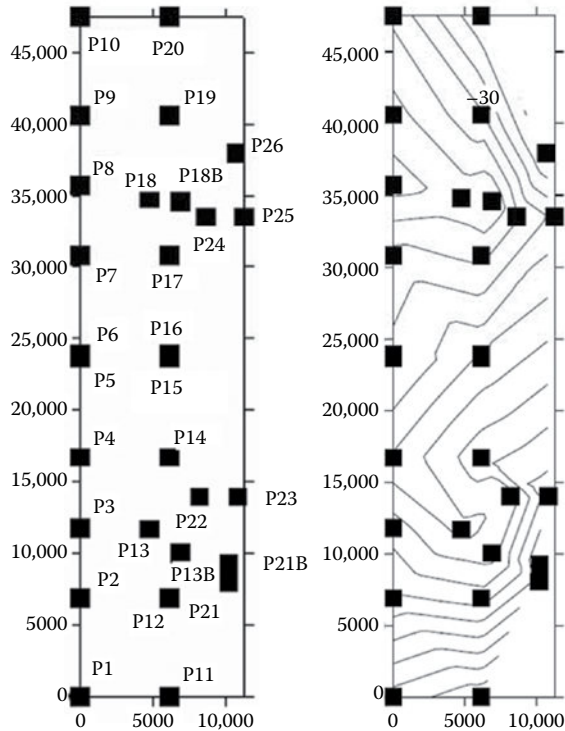 P10 P20
45,000
P9 P19
40,000
P26
P8
P18 P18B
35,000
P25
P24
30,000
P7 P17
P6 P16
25,000
P5 P15
20,000
P4 P14
15,000
P3 P23
P22
P13
10,000
P13B P21B
P2
P12 P21
5000
P1 P11
0
0 5000 10,000
45,000
−30
40,000
35,000
30,000
25,000
20,000
15,000
10,000
5000
0
0 5000 10,000